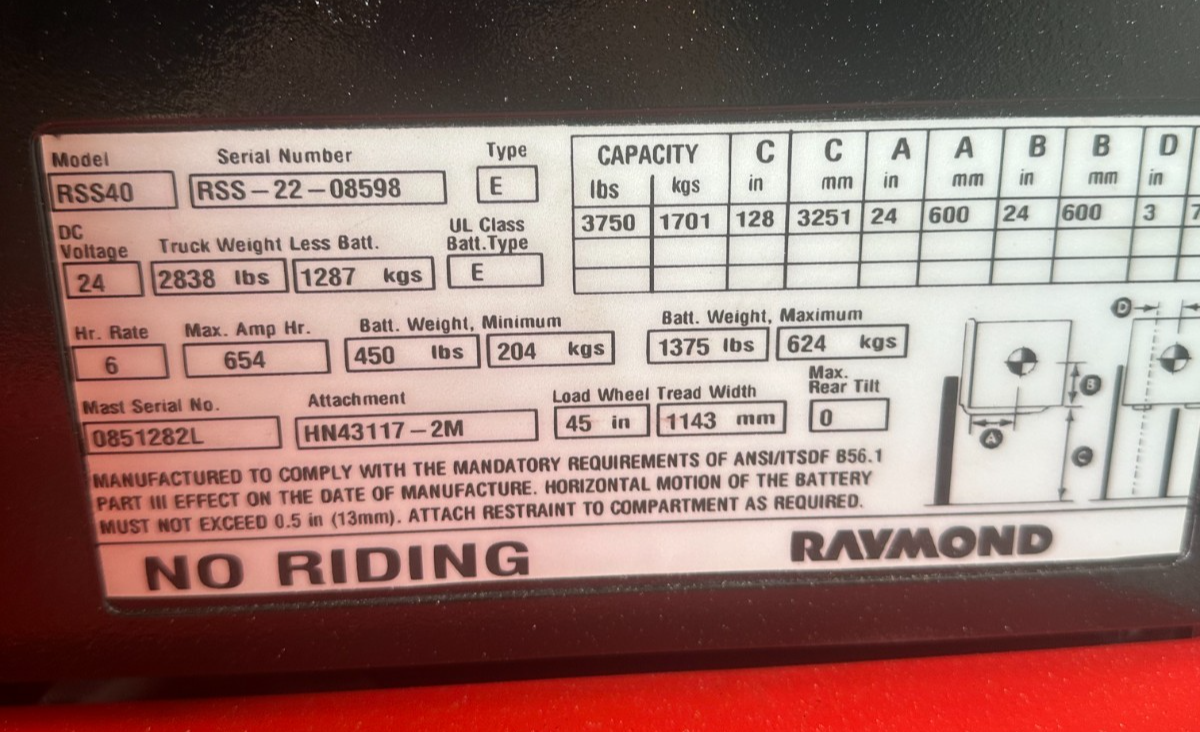 Model Serial Number Type
RSS40 RSS-22-08598 E
DC Voltage Truck Weight Less Batt. UL Class Batt.Type
24 2838 lbs 1287 kgs E
Hr. Rate Max. Amp Hr. Batt. Weight, Minimum Batt. Weight, Maximum
6 654 450 lbs 204 kgs 1375 lbs 624 kgs
Mast Serial No. Attachment Load Wheel Tread Width Max. Rear Tilt
0851282L HN43117-2M 45 in 1143 mm 0
CAPACITY C C A A B B D
lbs kgs in mm in mm in mm in
3750 1701 128 3251 24 600 24 600 3 7
D
B
A
C
MANUFACTURED TO COMPLY WITH THE MANDATORY REQUIREMENTS OF ANSI/ITSDF B56.1
PART III EFFECT ON THE DATE OF MANUFACTURE. HORIZONTAL MOTION OF THE BATTERY
MUST NOT EXCEED 0.5 in (13mm). ATTACH RESTRAINT TO COMPARTMENT AS REQUIRED.
NO RIDING RAYMOND